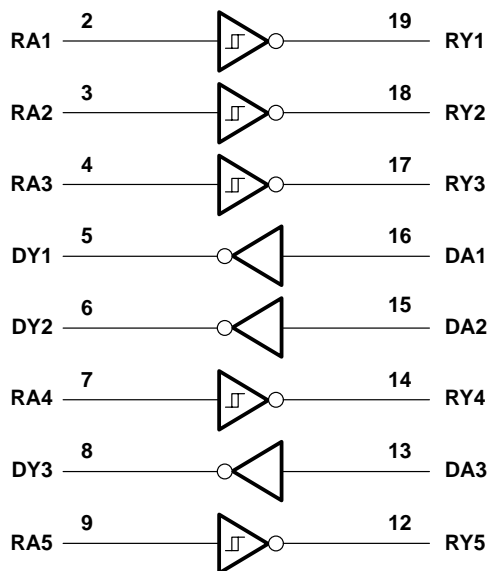 RA1 2 19 RY1
RA2 3 18 RY2
RA3 4 17 RY3
DY1 5 16 DA1
DY2 6 15 DA2
RA4 7 14 RY4
DY3 8 13 DA3
RA5 9 12 RY5